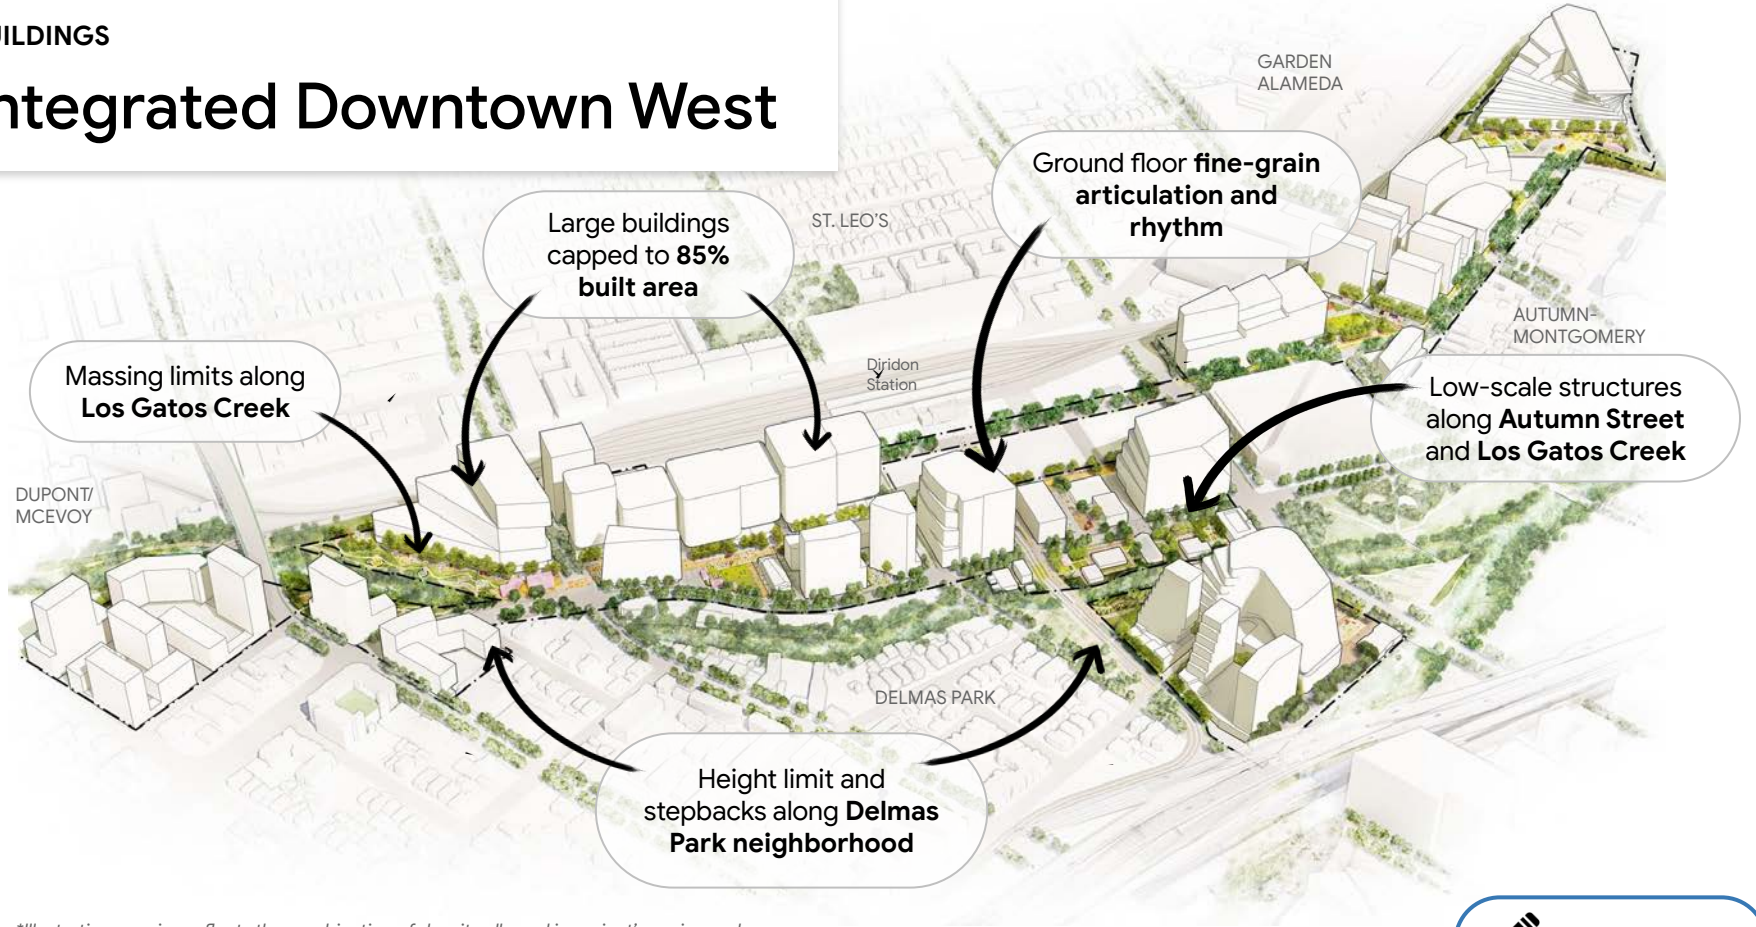 UILDINGS
ntegrated Downtown West
GARDEN
ALAMEDA
Ground floor fine-grain
articulation and
rhythm
Large buildings
capped to 85%
built area
ST. LEO'S
AUTUMN-
MONTGOMERY
Diridon
Station
Massing limits along
Los Gatos Creek
Low-scale structures
along Autumn Street
and Los Gatos Creek
DUPONT/
MCEVOY
DELMAS PARK
Height limit and
stepbacks along Delmas
Park neighborhood